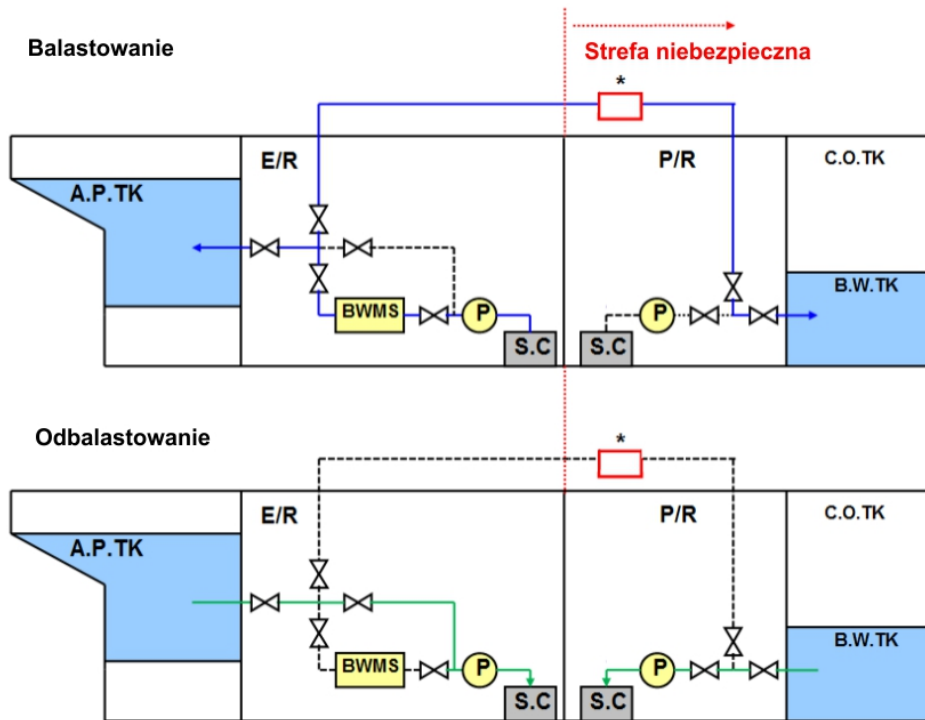 Balastowanie
Strefa niebezpieczna
*
E/R
P/R
C.O.TK
A.P.TK
B.W.TK
BWMS
P
P
S.C
S.C
Odbalastowanie
*
E/R
P/R
C.O.TK
A.P.TK
B.W.TK
BWMS
P
P
S.C
S.C